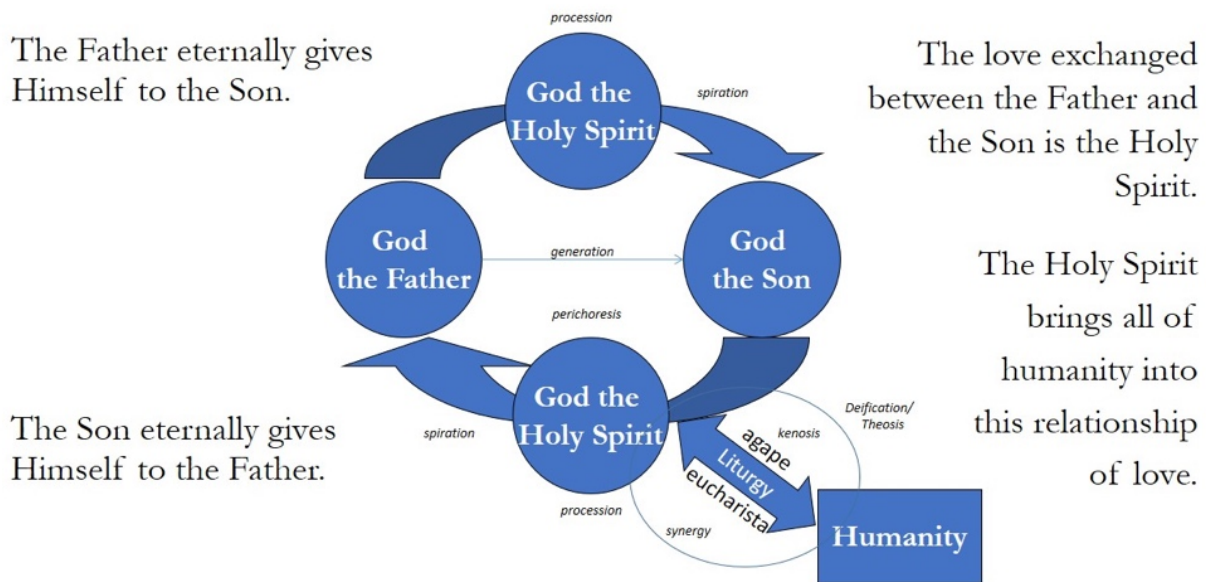 procession
The Father eternally gives
Himself to the Son.
God the
Holy Spirit
spiration
The love exchanged
between the Father and
the Son is the Holy
Spirit.
God
the Father
generation
God
the Son
The Holy Spirit
brings all of
humanity into
this relationship
of love.
perichoresis
The Son eternally gives
Himself to the Father.
spiration
God the
Holy Spirit
procession
Deification/
Theosis
kenosis
agape
Liturgy
eucharista
synergy
Humanity